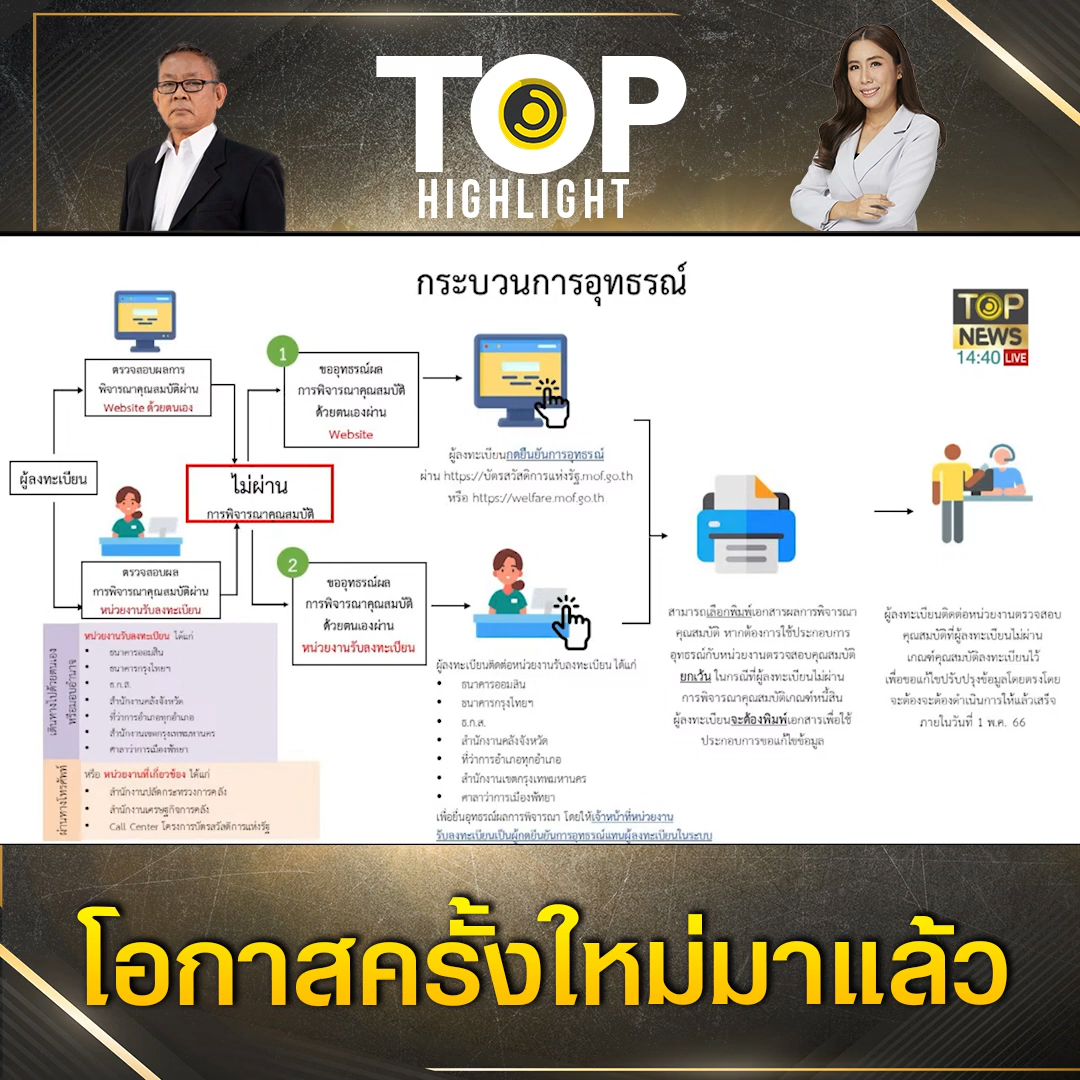 TOP
HIGHLIGHT
กระบวนการอุทธรณ์
TOP
NEWS
14:40 LIVE
ผู้ลงทะเบียน
ตรวจสอบผลการ
พิจารณาคุณสมบัติผ่าน
Website ด้วยตนเอง
ตรวจสอบผล
การพิจารณาคุณสมบัติผ่าน
หน่วยงานรับลงทะเบียน
ไม่ผ่าน
การพิจารณาคุณสมบัติ
1
ขออุทธรณ์ผล
การพิจารณาคุณสมบัติ
ด้วยตนเองผ่าน
Website
2
ขออุทธรณ์ผล
การพิจารณาคุณสมบัติ
ด้วยตนเองผ่าน
หน่วยงานรับลงทะเบียน
ผู้ลงทะเบียนกดยืนยันการอุทธรณ์
ผ่าน https://บัตรสวัสดิการแห่งรัฐ.mof.go.th
หรือ https://welfare.mof.go.th
ผู้ลงทะเบียนติดต่อหน่วยงานรับลงทะเบียน ได้แก่
• ธนาคารออมสิน
• ธนาคารกรุงไทยฯ
• ธ.ก.ส.
• สำนักงานคลังจังหวัด
• ที่ว่าการอำเภอทุกอำเภอ
• สำนักงานเขตกรุงเทพมหานคร
• ศาลาว่าการเมืองพัทยา
เพื่อยื่นอุทธรณ์ผลการพิจารณา โดยให้เจ้าหน้าที่หน่วยงาน
รับลงทะเบียนเป็นผู้กดยืนยันการอุทธรณ์แทนผู้ลงทะเบียนในระบบ
เดินทางไปด้วยตนเอง
หรือมอบอำนาจ
หน่วยงานรับลงทะเบียน ได้แก่
• ธนาคารออมสิน
• ธนาคารกรุงไทยฯ
• ธ.ก.ส.
• สำนักงานคลังจังหวัด
• ที่ว่าการอำเภอทุกอำเภอ
• สำนักงานเขตกรุงเทพมหานคร
• ศาลาว่าการเมืองพัทยา
ผ่านทางโทรศัพท์
หรือ หน่วยงานที่เกี่ยวข้อง ได้แก่
• สำนักงานปลัดกระทรวงการคลัง
• สำนักงานเศรษฐกิจการคลัง
• Call Center โครงการบัตรสวัสดิการแห่งรัฐ
สามารถเลือกพิมพ์เอกสารผลการพิจารณา
คุณสมบัติ หากต้องการใช้ประกอบการ
อุทธรณ์กับหน่วยงานตรวจสอบคุณสมบัติ
ยกเว้น ในกรณีที่ผู้ลงทะเบียนไม่ผ่าน
การพิจารณาคุณสมบัติเกณฑ์หนี้สิน
ผู้ลงทะเบียนจะต้องพิมพ์เอกสารเพื่อใช้
ประกอบการขอแก้ไขข้อมูล
ผู้ลงทะเบียนติดต่อหน่วยงานตรวจสอบ
คุณสมบัติที่ผู้ลงทะเบียนไม่ผ่าน
เกณฑ์คุณสมบัติลงทะเบียนไว้
เพื่อขอแก้ไขปรับปรุงข้อมูลโดยตรงโดย
จะต้องจะต้องดำเนินการให้แล้วเสร็จ
ภายในวันที่ 1 พ.ค. 66
โอกาสครั้งใหม่มาแล้ว